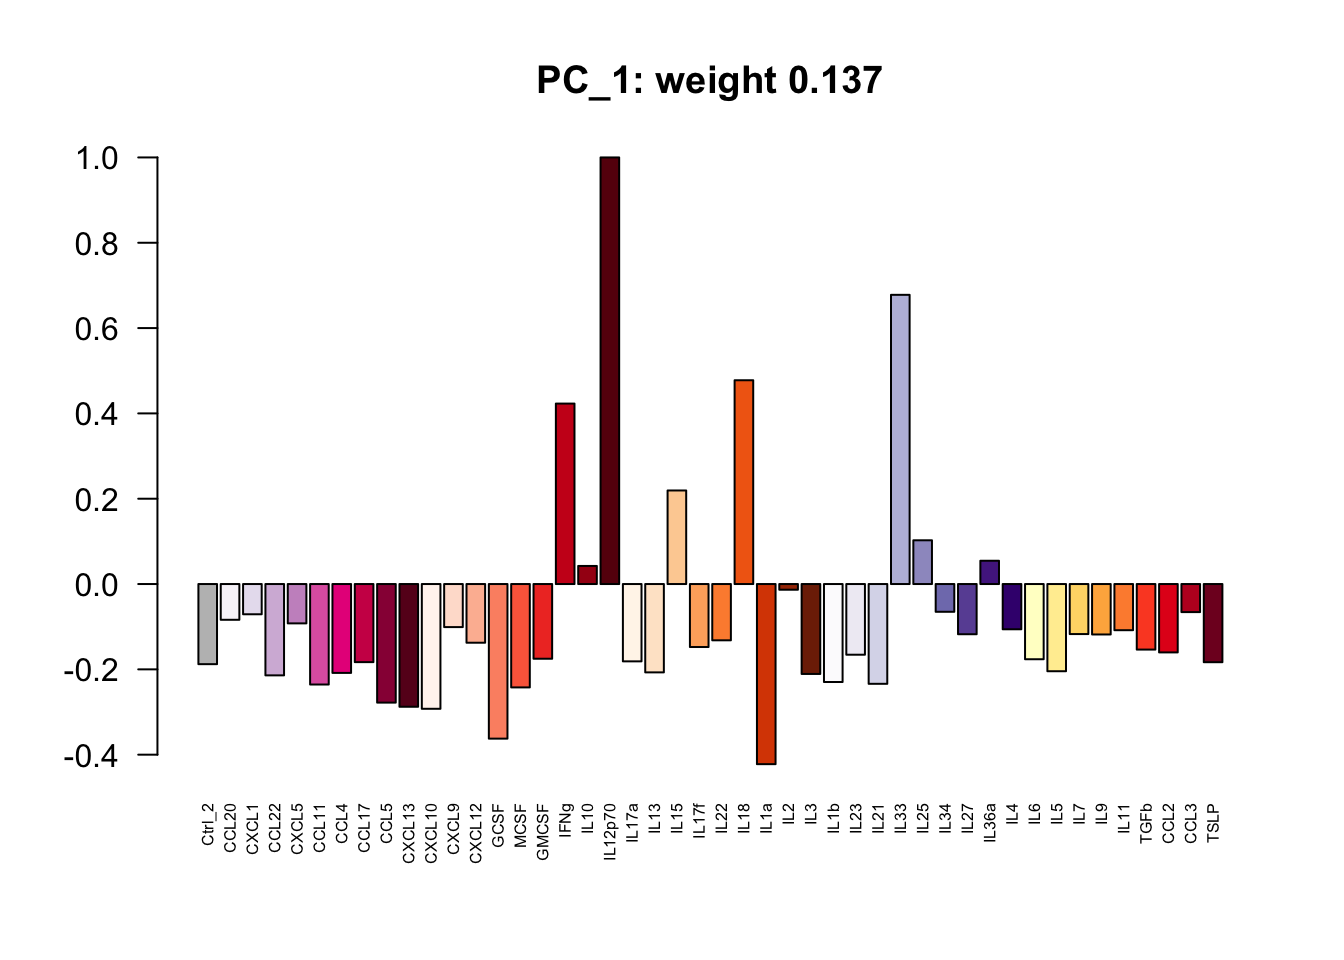 PC_1: weight 0.137
1.0
0.8
0.6
0.4
0.2
0.0
-0.2
-0.4
Ctrl_2
CCL20
CXCL1
CCL22
CXCL5
CCL11
CCL4
CCL17
CCL5
CXCL13
CXCL10
CXCL9
CXCL12
GCSF
MCSF
GMCSF
IFNg
IL10
IL12p70
IL17a
IL13
IL15
IL17f
IL22
IL18
IL1a
IL2
IL3
IL1b
IL23
IL21
IL33
IL25
IL34
IL27
IL36a
IL4
IL6
IL5
IL7
IL9
IL11
TGFb
CCL2
CCL3
TSLP